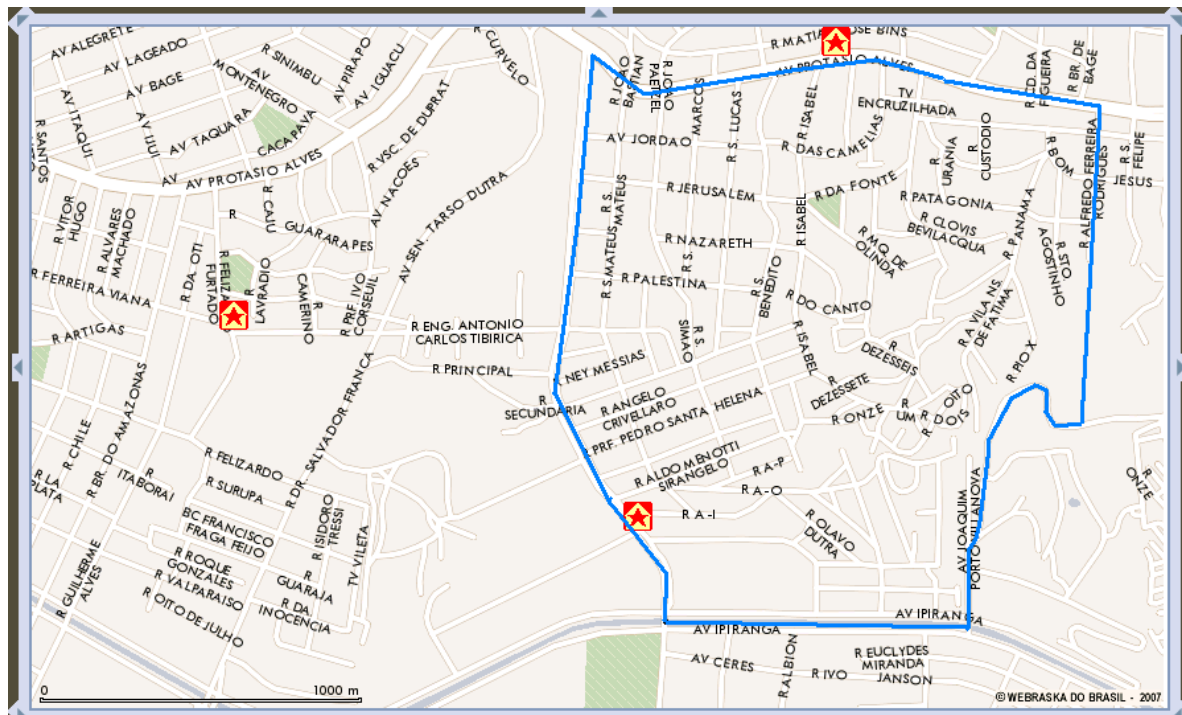 AV ALEGRETE
AV LAGEADO
AV BAGE
AV
MONTENEGRO
R SINIMBU
AV PIRAPO
AV IGUACU
R CURVELO
R JOAO
BASTIAN
R JOAO
PAETZEL
R MATIAS JOSE BINS
AV PROTASIO ALVES
R CD. DA
FIGUEIRA
R BR. DE
BAGE
TV
ENCRUZILHADA
R SANTOS
AV ITAQUI
AV IJUI
AV TAQUARA
CACAPAVA
AV
AV PROTASIO ALVES
R VSC. DE DUPRAT
AV NACOES
AV SEN. TARSO DUTRA
MARCOS
R S. LUCAS
R ISABEL
AV JORDAO
R DAS CAMELIAS
R
URANIA
R
CUSTODIO
R BOM
JESUS
R S.
FELIPE
R ALFREDO FERREIRA
RODRIGUES
R VITOR
HUGO
R ALVARES
MACHADO
R CAJU
R
GUARARAPES
R JERUSALEM
R S.
MATEUS
R DA FONTE
R PATAGONIA
R CLOVIS
BEVILACQUA
R PANAMA
R STO.
AGOSTINHO
R NAZARETH
R ISABEL
R MQ. DE
OLINDA
R DA. OTI
R FELIZARDO
FURTADO
R
LAVRADIO
R
CAMERINO
R PRF. IVO
CORSEUIL
R FERREIRA VIANA
R ARTIGAS
R S.MATEUS
R S.
R PALESTINA
R S.
BENEDITO
R DO CANTO
R A VILA NS.
DE FATIMA
R ENG. ANTONIO
CARLOS TIBIRICA
R PRINCIPAL
R
SECUNDARIA
R S.
SIMAO
R ISABEL
R
DEZESSEIS
R PIO X
R NEY MESSIAS
R ANGELO
CRIVELLARO
R PRF. PEDRO SANTA HELENA
DEZESSETE
R ONZE
R
UM
R DOIS
R OITO
R CHILE
R BR. DO AMAZONAS
R DR. SALVADOR FRANCA
R LA
PLATA
R
ITABORAI
R FELIZARDO
R SURUPA
R ALDO MENOTTI
SIRANGELO
R A-P
R A-O
R A-I
R OLAVO
DUTRA
AV JOAQUIM
PORTO VILLANOVA
R
ONZE
BC FRANCISCO
FRAGA FEIJO
R ISIDORO
TRESSI
TV VILETA
R GUILHERME
ALVES
R ROQUE
GONZALES
R VALPARAISO
R OITO DE JULHO
R
GUARAJA
R DA
INOCENCIA
AV IPIRANGA
AV IPIRANGA
AV CERES
R ALBION
R IVO
R EUCLYDES
MIRANDA
JANSON
0 1000 m
© WEBRASKA DO BRASIL - 2007